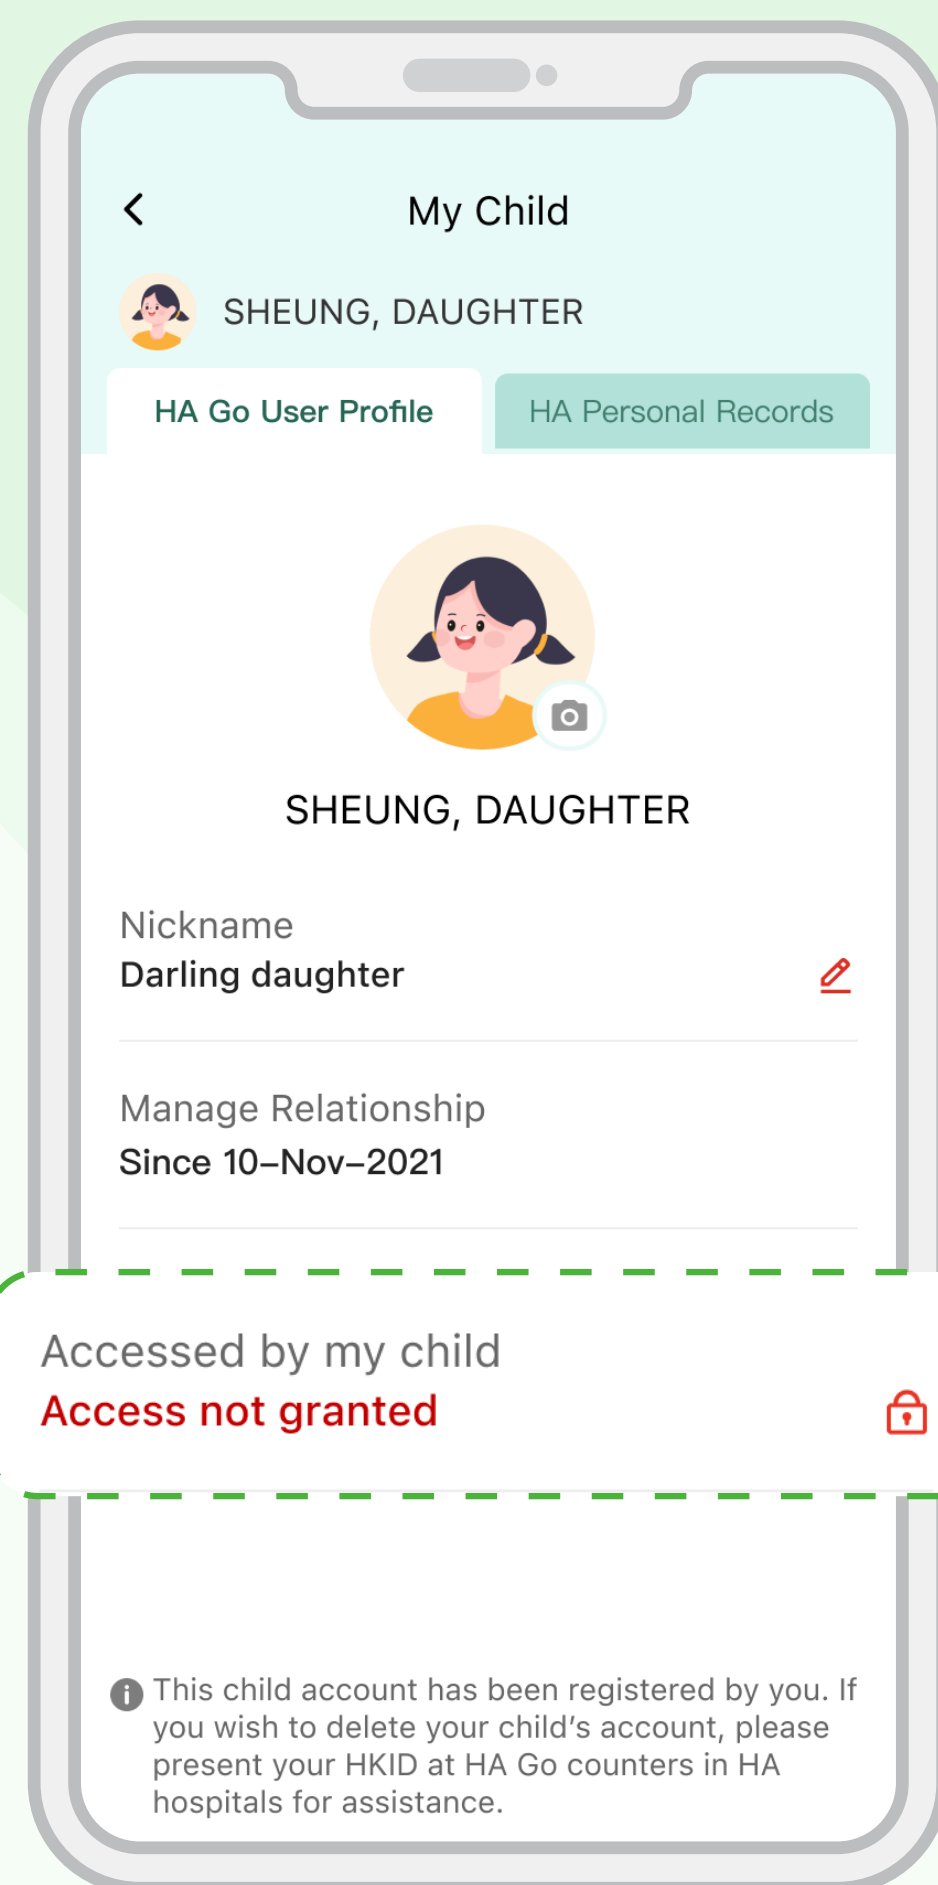 My Child
SHEUNG, DAUGHTER
HA Go User Profile
HA Personal Records
SHEUNG, DAUGHTER
Nickname
Darling daughter
Manage Relationship
Since 10–Nov–2021
Accessed by my child
Access not granted
This child account has been registered by you. If
you wish to delete your child's account, please
present your HKID at HA Go counters in HA
hospitals for assistance.